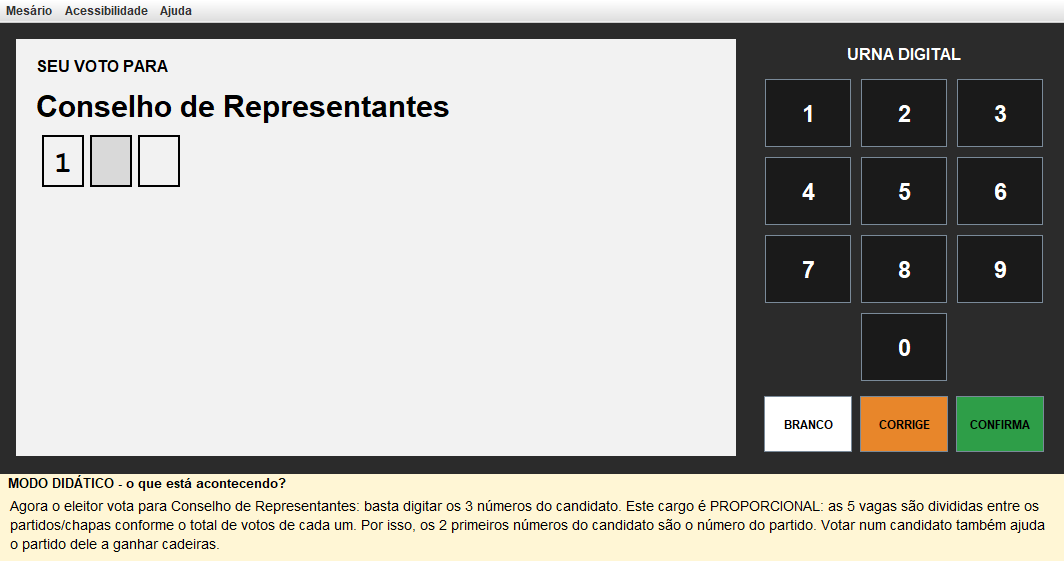 Mesário Acessibilidade Ajuda
SEU VOTO PARA
Conselho de Representantes
1
URNA DIGITAL
1 2 3
4 5 6
7 8 9
0
BRANCO CORRIGE CONFIRMA
MODO DIDÁTICO - o que está acontecendo?
Agora o eleitor vota para Conselho de Representantes: basta digitar os 3 números do candidato. Este cargo é PROPORCIONAL: as 5 vagas são divididas entre os
partidos/chapas conforme o total de votos de cada um. Por isso, os 2 primeiros números do candidato são o número do partido. Votar num candidato também ajuda
o partido dele a ganhar cadeiras.